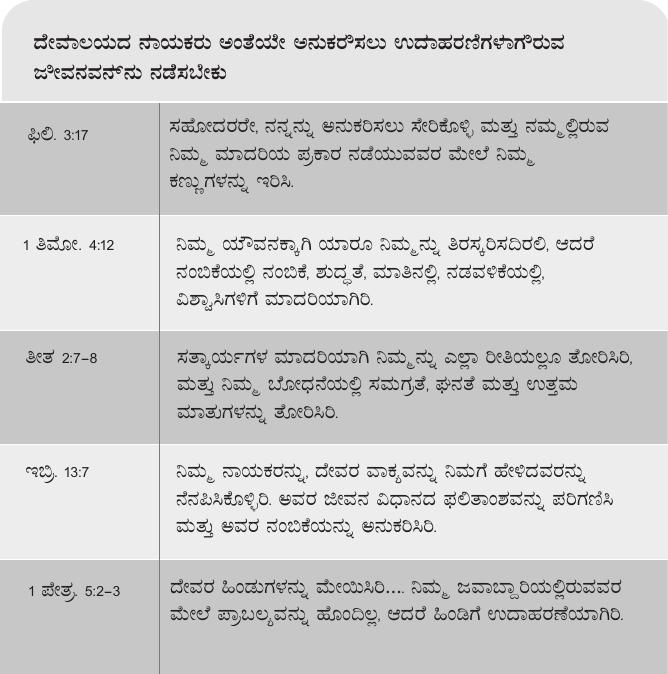 ದೇವಾಲಯದ ನಾಯಕರು ಅಂತೆಯೇ ಅನುಕರಿಸಲು ಉದಾಹರಣೆಗಳಾಗಿರುವ
ಜೀವನವನ್ನು ನಡೆಸಬೇಕು
ಫಿಲಿ. 3:17
ಸಹೋದರರೇ, ನನ್ನನ್ನು ಅನುಕರಿಸಲು ಸೇರಿಕೊಳ್ಳಿ ಮತ್ತು ನಮ್ಮಲ್ಲಿರುವ
ನಿಮ್ಮ ಮಾದರಿಯ ಪ್ರಕಾರ ನಡೆಯುವವರ ಮೇಲೆ ನಿಮ್ಮ
ಕಣ್ಣುಗಳನ್ನು ಇರಿಸಿ.
1 ತಿಮೋ. 4:12
ನಿಮ್ಮ ಯೌವನಕ್ಕಾಗಿ ಯಾರೂ ನಿಮ್ಮನ್ನು ತಿರಸ್ಕರಿಸದಿರಲಿ, ಆದರೆ
ನಂಬಿಕೆಯಲ್ಲಿ ನಂಬಿಕೆ, ಶುದ್ಧತೆ, ಮಾತಿನಲ್ಲಿ, ನಡವಳಿಕೆಯಲ್ಲಿ,
ವಿಶ್ವಾಸಿಗಳಿಗೆ ಮಾದರಿಯಾಗಿರಿ.
ತೀತ 2:7–8
ಸತ್ಕಾರ್ಯಗಳ ಮಾದರಿಯಾಗಿ ನಿಮ್ಮನ್ನು ಎಲ್ಲಾ ರೀತಿಯಲ್ಲೂ ತೋರಿಸಿರಿ,
ಮತ್ತು ನಿಮ್ಮ ಬೋಧನೆಯಲ್ಲಿ ಸಮಗ್ರತೆ, ಘನತೆ ಮತ್ತು ಉತ್ತಮ
ಮಾತುಗಳನ್ನು ತೋರಿಸಿರಿ.
ಇಬ್ರಿ. 13:7
ನಿಮ್ಮ ನಾಯಕರನ್ನು, ದೇವರ ವಾಕ್ಯವನ್ನು ನಿಮಗೆ ಹೇಳಿದವರನ್ನು
ನೆನಪಿಸಿಕೊಳ್ಳಿರಿ. ಅವರ ಜೀವನ ವಿಧಾನದ ಫಲಿತಾಂಶವನ್ನು ಪರಿಗಣಿಸಿ
ಮತ್ತು ಅವರ ನಂಬಿಕೆಯನ್ನು ಅನುಕರಿಸಿರಿ.
1 ಪೇತ್ರ. 5:2–3
ದೇವರ ಹಿಂಡುಗಳನ್ನು ಮೇಯಿಸಿರಿ.... ನಿಮ್ಮ ಜವಾಬ್ದಾರಿಯಲ್ಲಿರುವವರ
ಮೇಲೆ ಪ್ರಾಬಲ್ಯವನ್ನು ಹೊಂದಿಲ್ಲ, ಆದರೆ ಹಿಂಡಿಗೆ ಉದಾಹರಣೆಯಾಗಿರಿ.